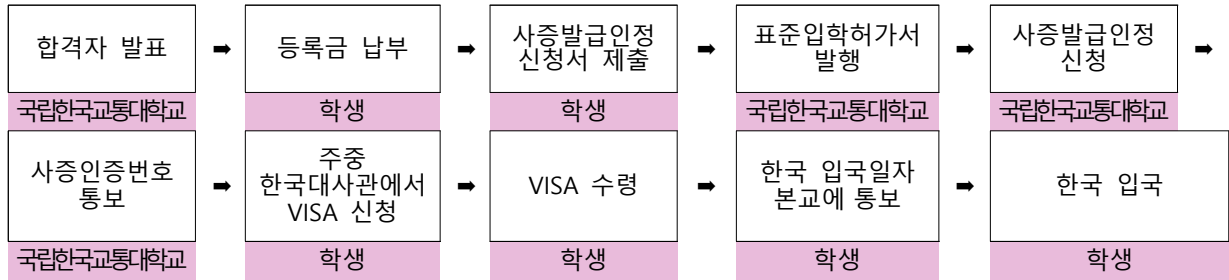 합격자 발표 ➡ 등록금 납부 ➡ 사증발급인정
신청서 제출 ➡ 표준입학허가서
발행 ➡ 사증발급인정
신청 ➡
국립한국교통대학교 학생 학생 국립한국교통대학교 국립한국교통대학교
사증인증번호
통보 ➡ 주중
한국대사관에서
VISA 신청 ➡ VISA 수령 ➡ 한국 입국일자
본교에 통보 ➡ 한국 입국
국립한국교통대학교 학생 학생 학생 학생